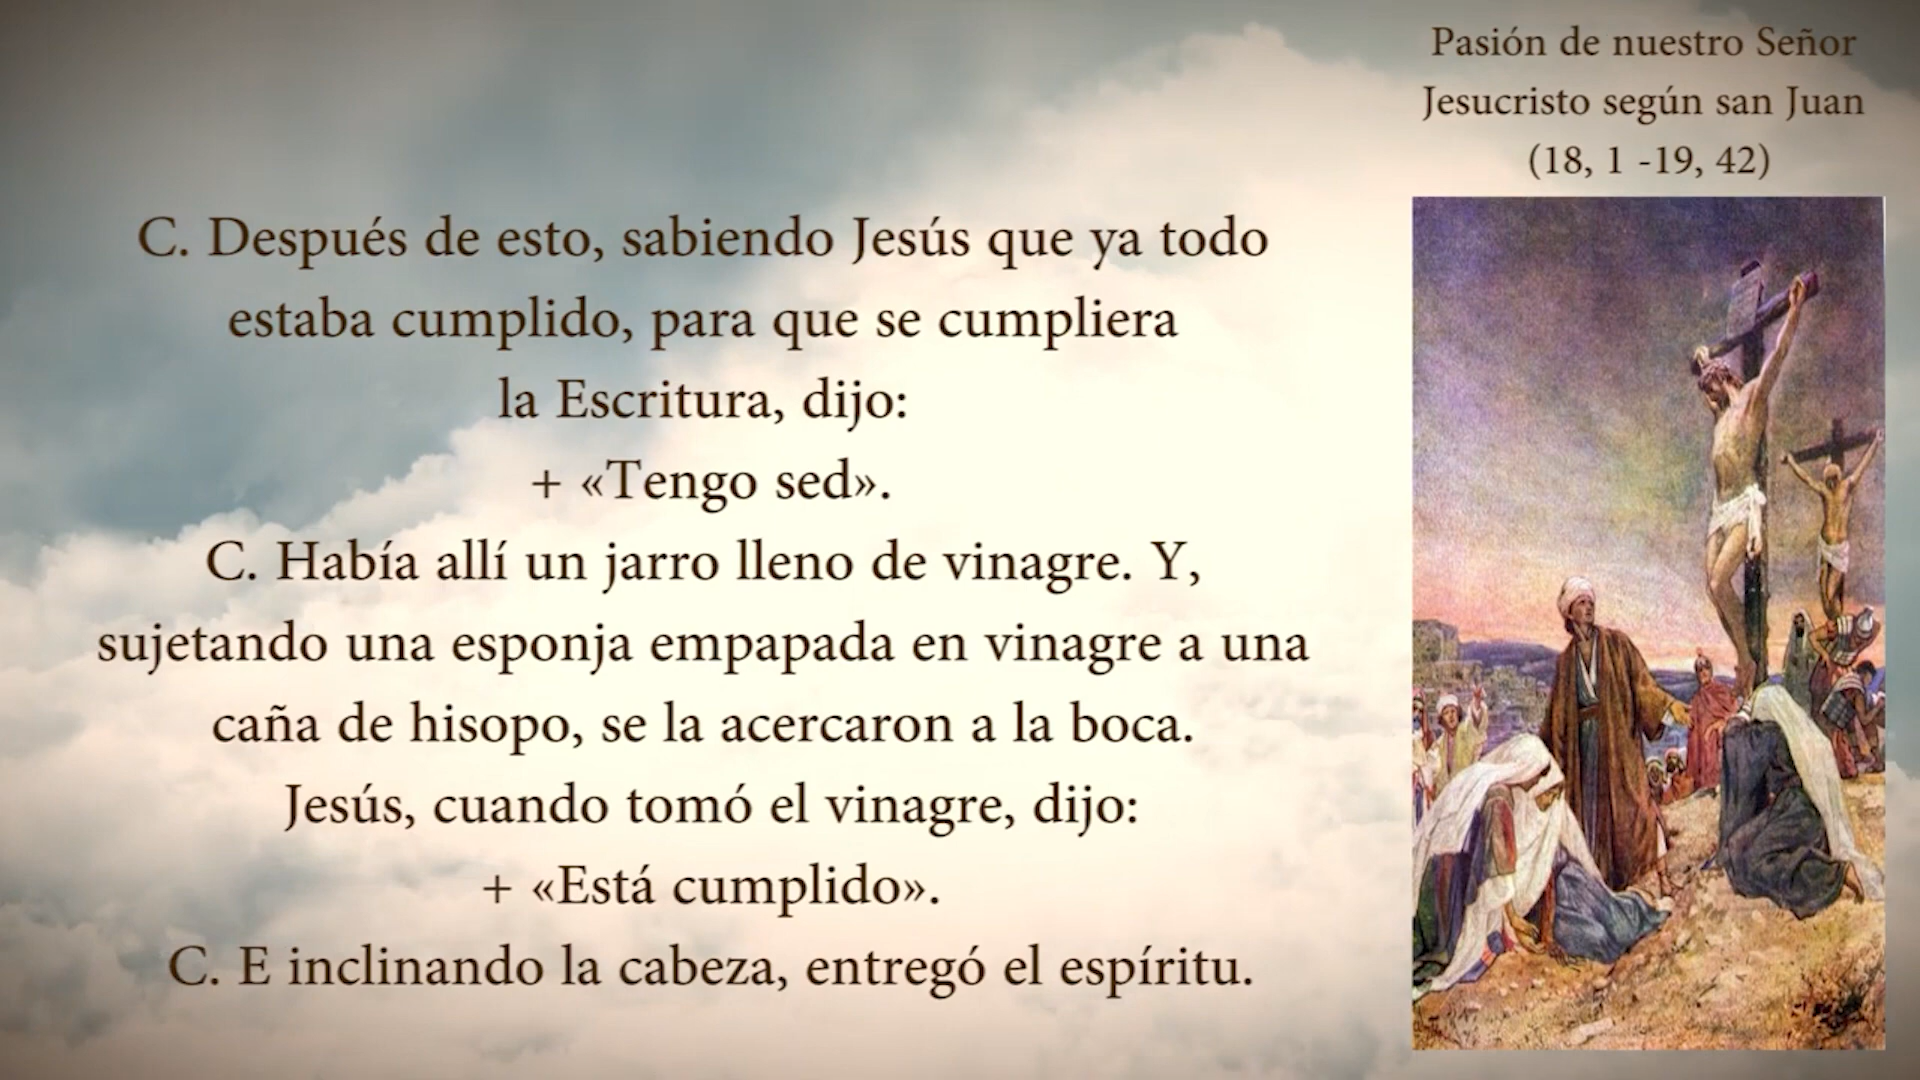 Pasión de nuestro Señor
Jesucristo según san Juan
(18, 1 -19, 42)
C. Después de esto, sabiendo Jesús que ya todo
estaba cumplido, para que se cumpliera
la Escritura, dijo:
+ «Tengo sed».
C. Había allí un jarro lleno de vinagre. Y,
sujetando una esponja empapada en vinagre a una
caña de hisopo, se la acercaron a la boca.
Jesús, cuando tomó el vinagre, dijo:
+ «Está cumplido».
C. E inclinando la cabeza, entregó el espíritu.